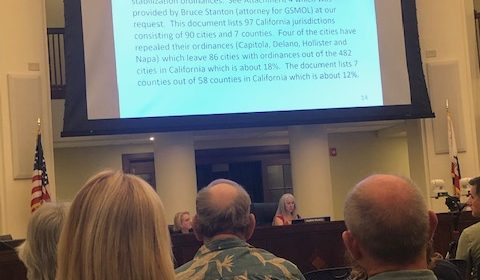 stabilization ordinances. See Attachment, 4 which was
provided by Bruce Stanton (attorney for GSMOL) at our
request. This document lists 97 California jurisdictions
consisting of 90 cities and 7 counties. Four of the cities have
repealed their ordinances (Capitola, Delano, Hollister and
Napa) which leave 86 cities with ordinances out of the 482
cities in California which is about 18%. The document lists 7
counties out of 58 counties in California which is about 12%.
14